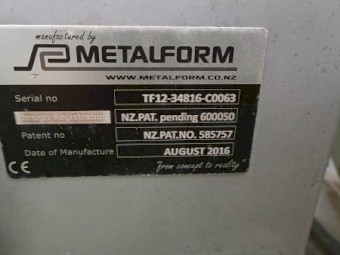 manufactured by
METALFORM
WWW.METALFORM.CO.NZ
Serial no TF12-34816-C0063
Design Registration NZ.PAT. pending 600050
Patent no NZ.PAT.NO. 585757
Date of Manufacture AUGUST 2016
CE From concept to reality